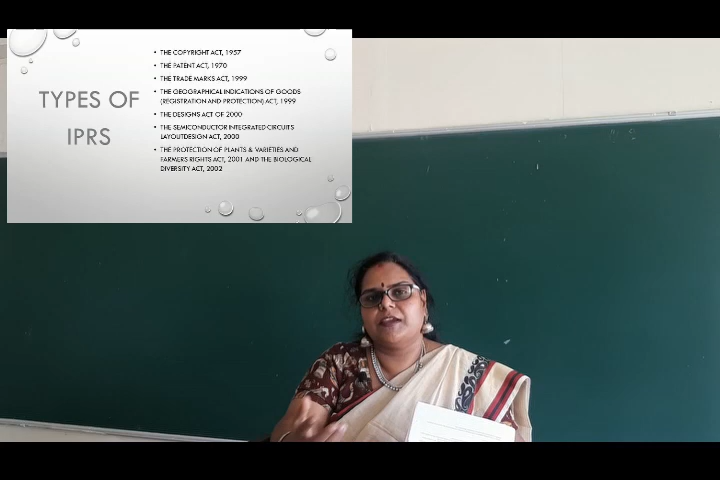 TYPES OF
IPRS
• THE COPYRIGHT ACT, 1957
• THE PATENT ACT, 1970
• THE TRADE MARKS ACT, 1999
• THE GEOGRAPHICAL INDICATIONS OF GOODS
(REGISTRATION AND PROTECTION) ACT, 1999
• THE DESIGNS ACT OF 2000
• THE SEMICONDUCTOR INTEGRATED CIRCUITS
LAYOUTDESIGN ACT, 2000
• THE PROTECTION OF PLANTS & VARIETIES AND
FARMERS RIGHTS ACT, 2001 AND THE BIOLOGICAL
DIVERSITY ACT, 2002